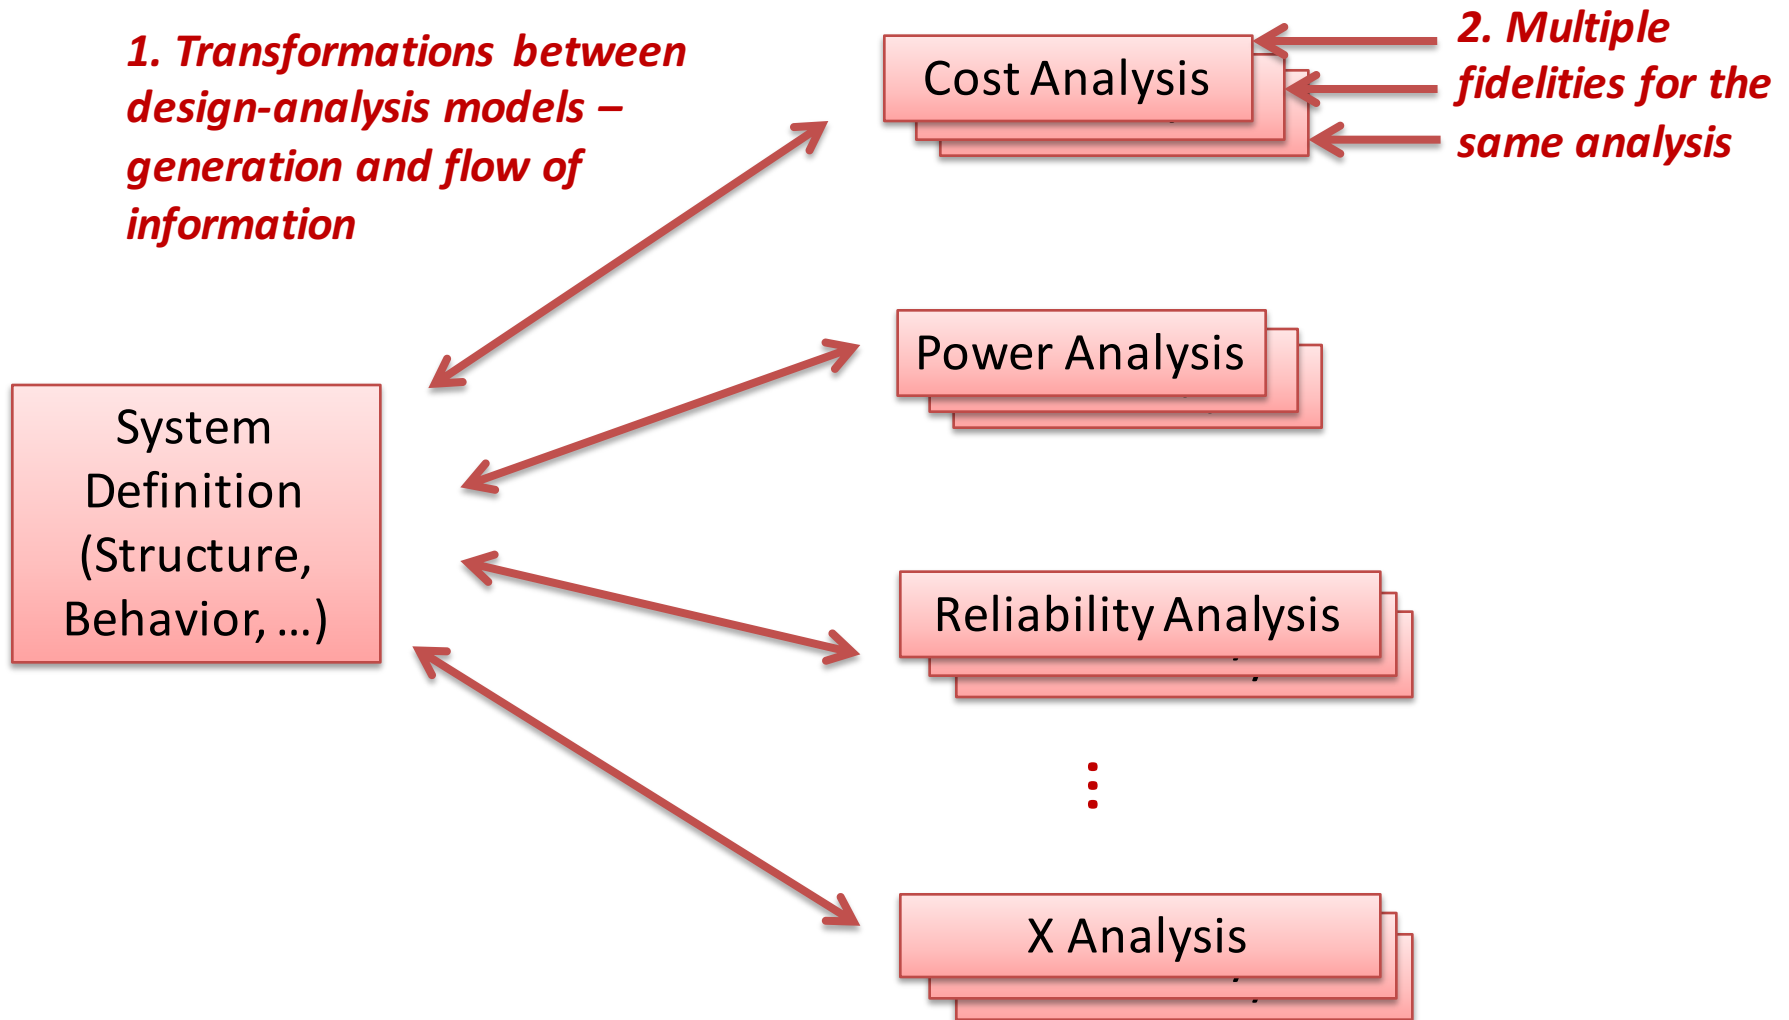 1. Transformations between
design-analysis models –
generation and flow of
information
Cost Analysis
2. Multiple
fidelities for the
same analysis
Power Analysis
System
Definition
(Structure,
Behavior, ...)
Reliability Analysis
⋮
X Analysis